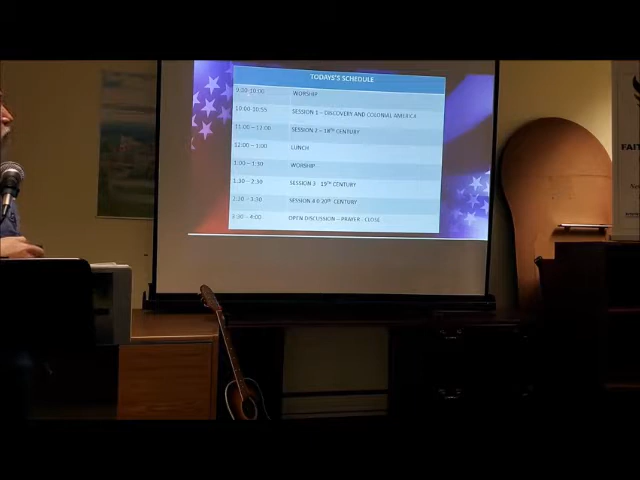 TODAYS'S SCHEDULE
9:30-10:00 WORSHIP
10:00-10:55 SESSION 1 – DISCOVERY AND COLONIAL AMERICA
11:00 – 12:00 SESSION 2 – 18TH CENTURY
12:00 – 1:00 LUNCH
1:00 – 1:30 WORSHIP
1:30 – 2:30 SESSION 3 19TH CENTURY
2:30 – 3:30 SESSION 4 20TH CENTURY
3:30 – 4:00 OPEN DISCUSSION – PRAYER - CLOSE
FAIT